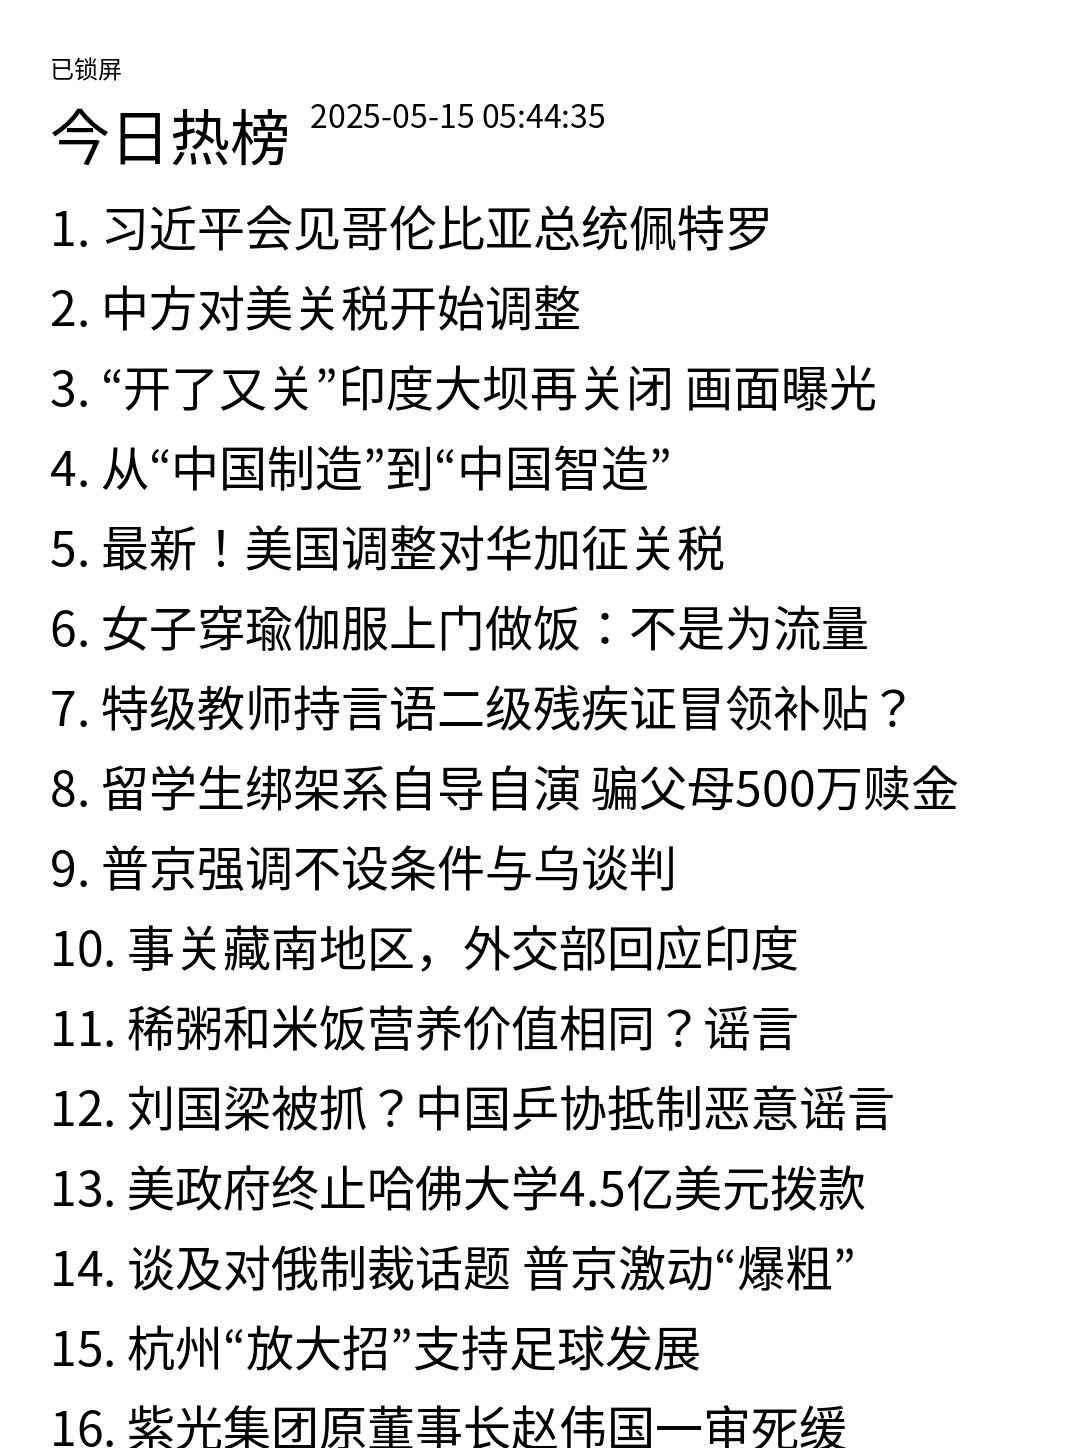 已锁屏
今日热榜 2025-05-15 05:44:35
1. 习近平会见哥伦比亚总统佩特罗
2. 中方对美关税开始调整
3. “开了又关”印度大坝再关闭 画面曝光
4. 从“中国制造”到“中国智造”
5. 最新！美国调整对华加征关税
6. 女子穿瑜伽服上门做饭：不是为流量
7. 特级教师持言语二级残疾证冒领补贴？
8. 留学生绑架系自导自演 骗父母500万赎金
9. 普京强调不设条件与乌谈判
10. 事关藏南地区，外交部回应印度
11. 稀粥和米饭营养价值相同？谣言
12. 刘国梁被抓？中国乒协抵制恶意谣言
13. 美政府终止哈佛大学4.5亿美元拨款
14. 谈及对俄制裁话题 普京激动“爆粗”
15. 杭州“放大招”支持足球发展
16. 紫光集团原董事长赵伟国一审死缓